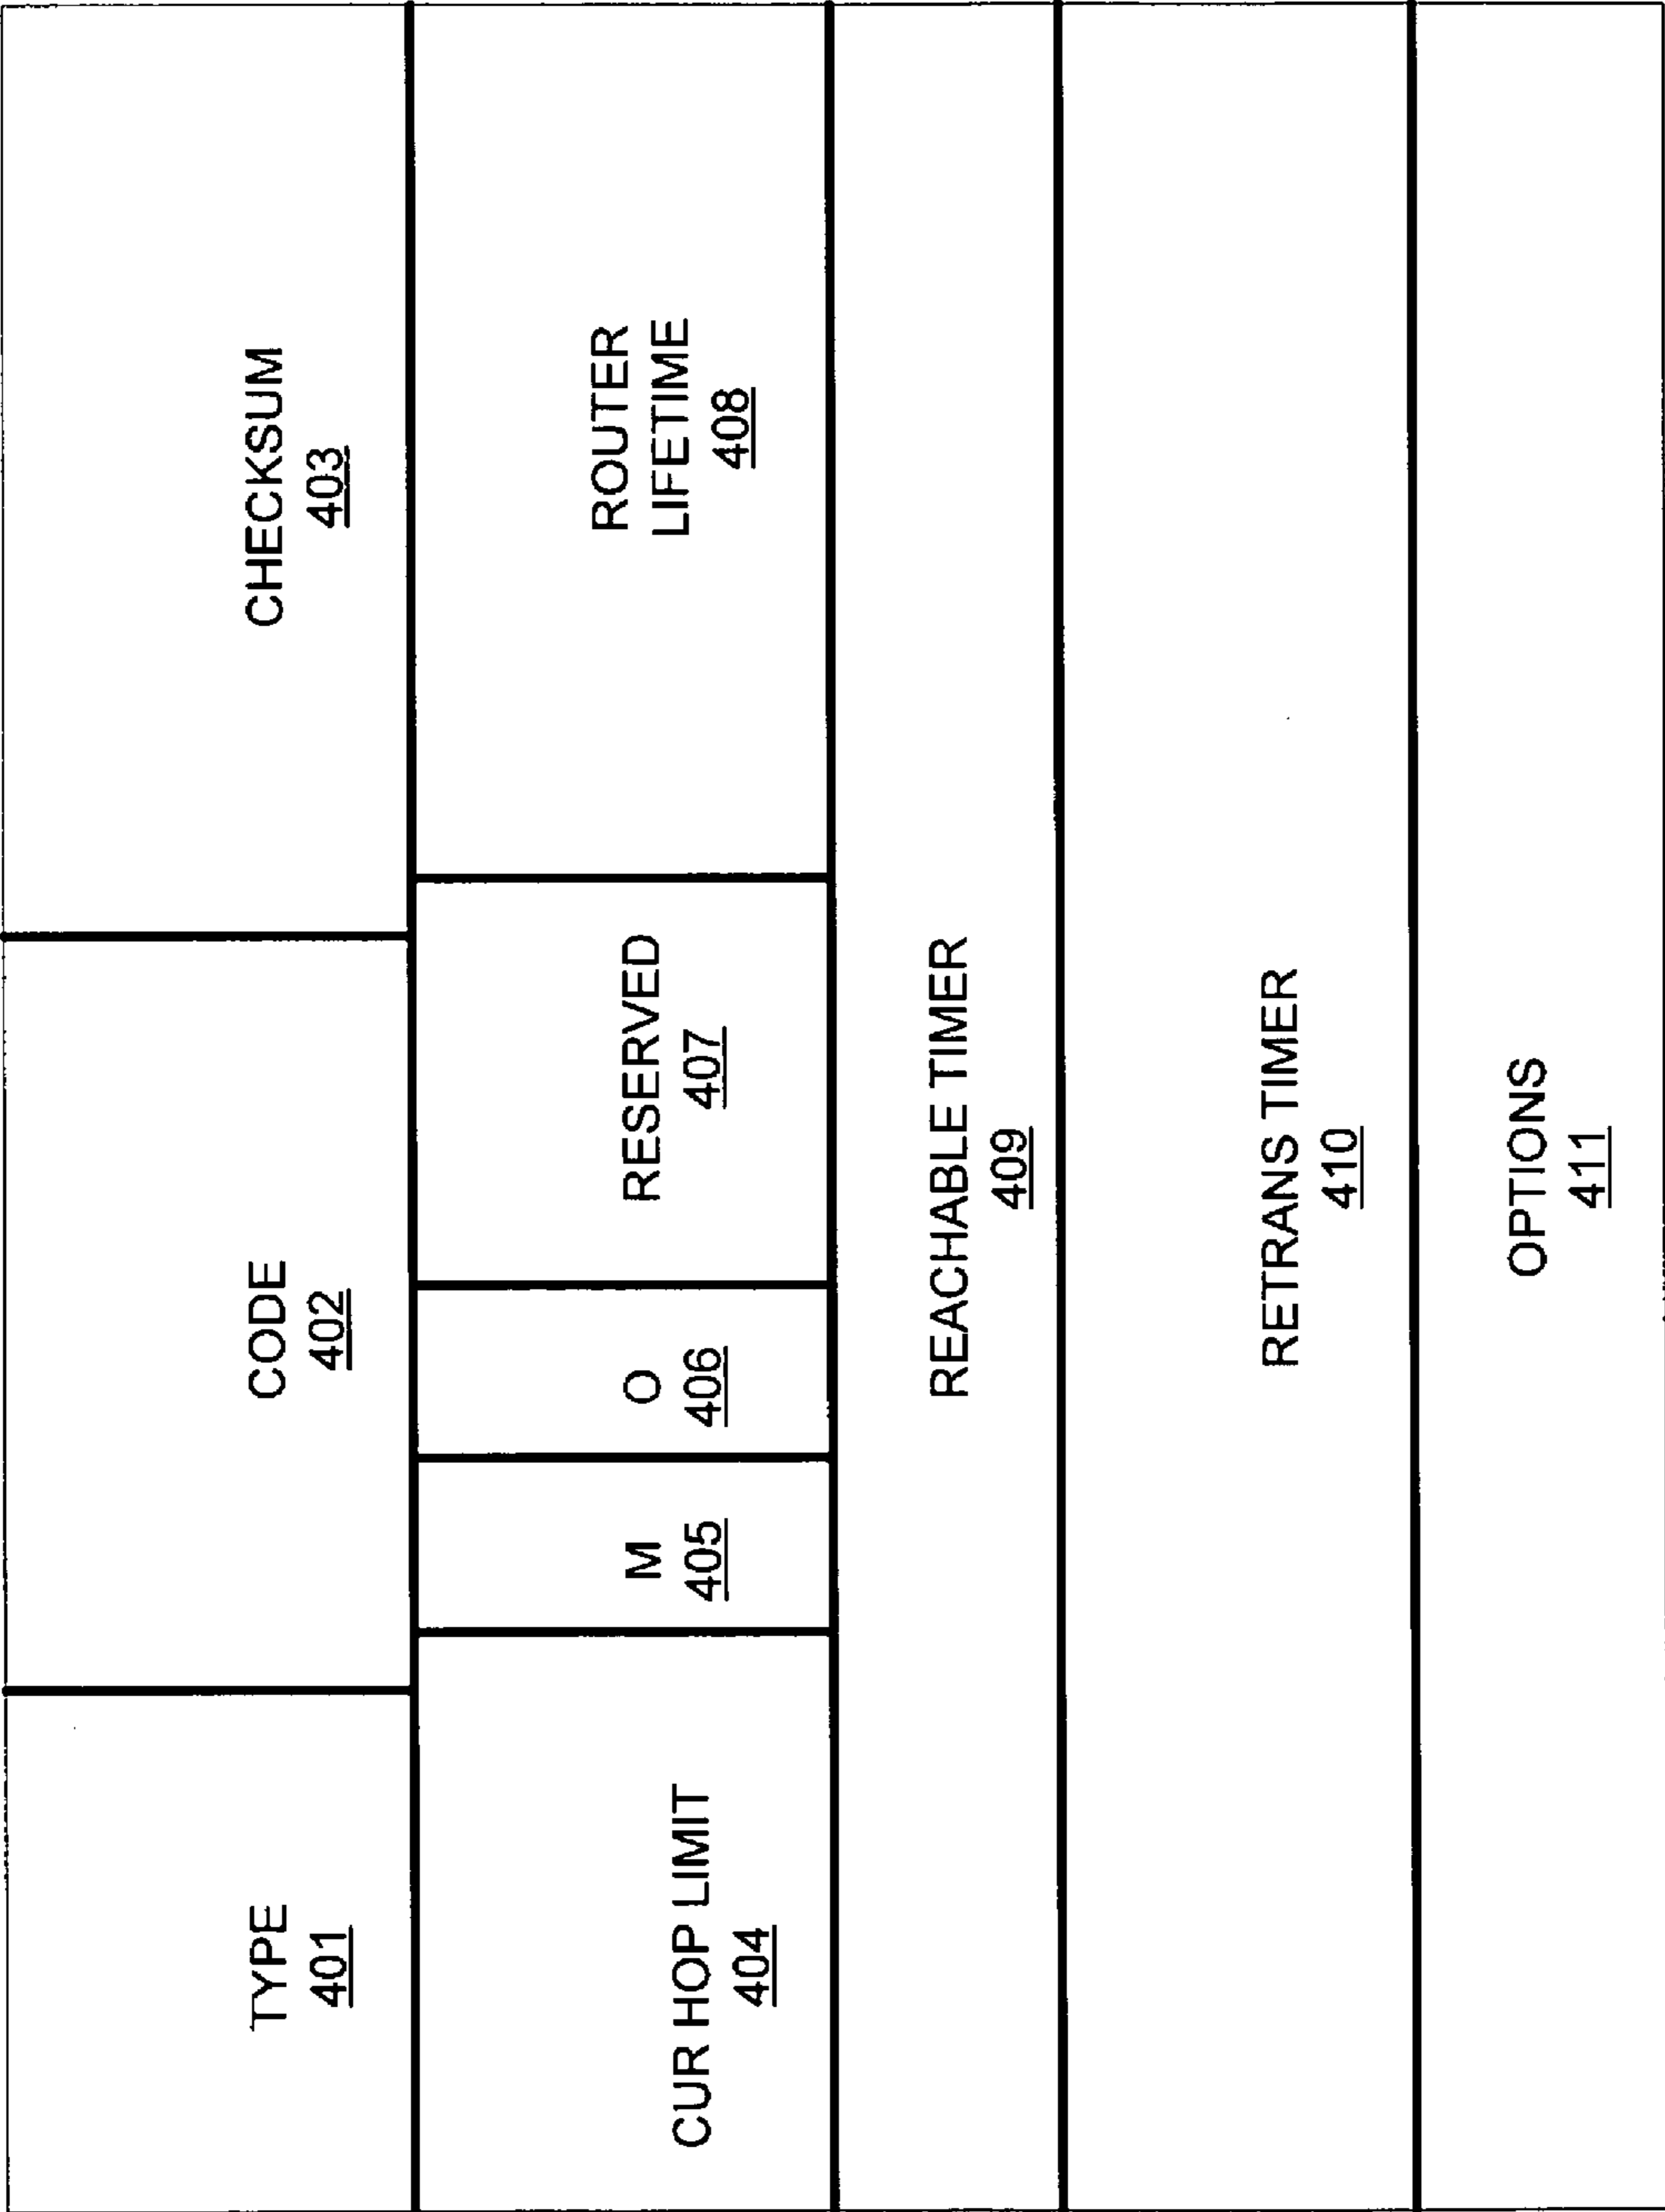 TYPE
401
CODE
402
CHECKSUM
403
CUR HOP LIMIT
404
M
405
O
406
RESERVED
407
ROUTER
LIFETIME
408
REACHABLE TIMER
409
RETRANS TIMER
410
OPTIONS
411